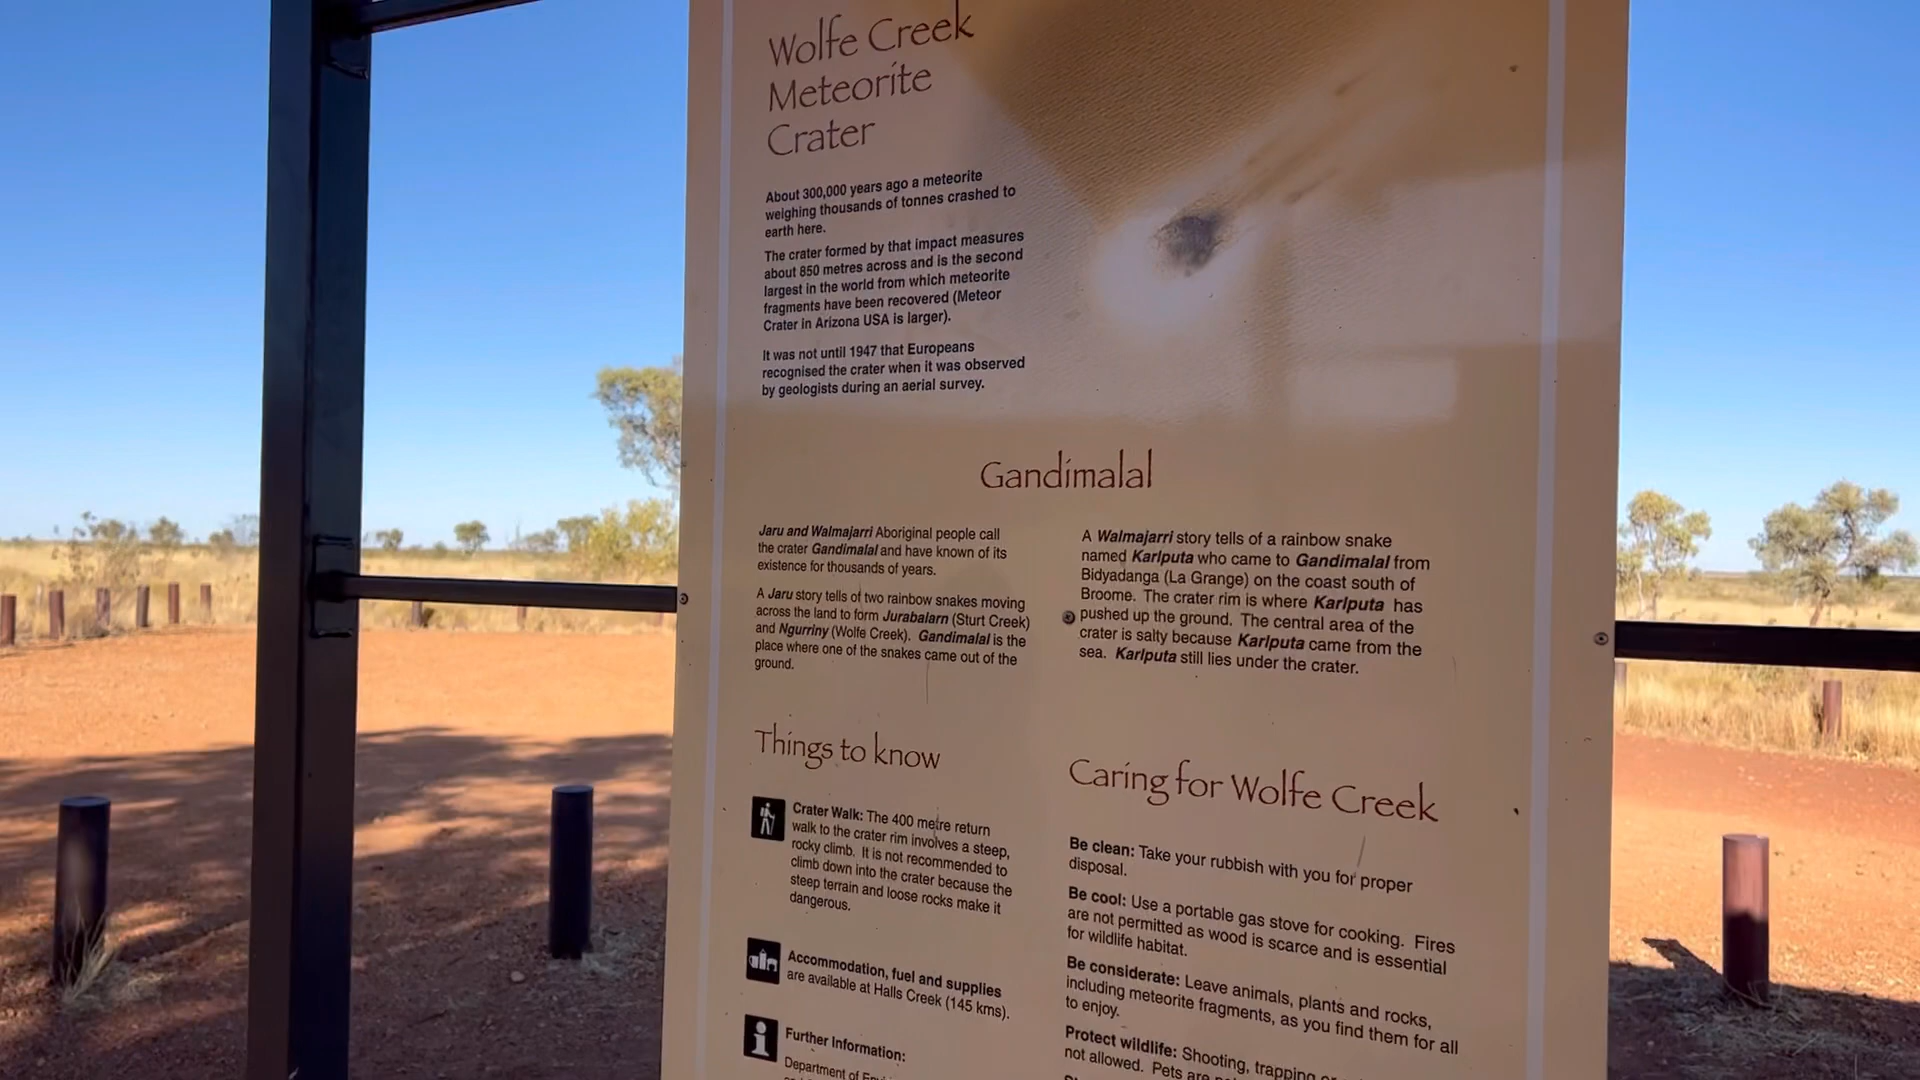 Wolfe Creek
Meteorite
Crater
About 300,000 years ago a meteorite
weighing thousands of tonnes crashed to
earth here.
The crater formed by that impact measures
about 850 metres across and is the second
largest in the world from which meteorite
fragments have been recovered (Meteor
Crater in Arizona USA is larger).
It was not until 1947 that Europeans
recognised the crater when it was observed
by geologists during an aerial survey.
Gandimalal
Jaru and Walmajarri Aboriginal people call
the crater Gandimalal and have known of its
existence for thousands of years.
A Jaru story tells of two rainbow snakes moving
across the land to form Jurabalarn (Sturt Creek)
and Ngurriny (Wolfe Creek). Gandimalal is the
place where one of the snakes came out of the
ground.
A Walmajarri story tells of a rainbow snake
named Karlputa who came to Gandimalal from
Bidyadanga (La Grange) on the coast south of
Broome. The crater rim is where Karlputa has
pushed up the ground. The central area of the
crater is salty because Karlputa came from the
sea. Karlputa still lies under the crater.
Things to know
Crater Walk: The 400 metre return
walk to the crater rim involves a steep,
rocky climb. It is not recommended to
climb down into the crater because the
steep terrain and loose rocks make it
dangerous.
Accommodation, fuel and supplies
are available at Halls Creek (145 kms).
Further Information:
Department of
Caring for Wolfe Creek
Be clean: Take your rubbish with you for proper
disposal.
Be cool: Use a portable gas stove for cooking. Fires
are not permitted as wood is scarce and is essential
for wildlife habitat.
Be considerate: Leave animals, plants and rocks,
including meteorite fragments, as you find them for all
to enjoy.
Protect wildlife: Shooting, trapping or
not allowed. Pets are